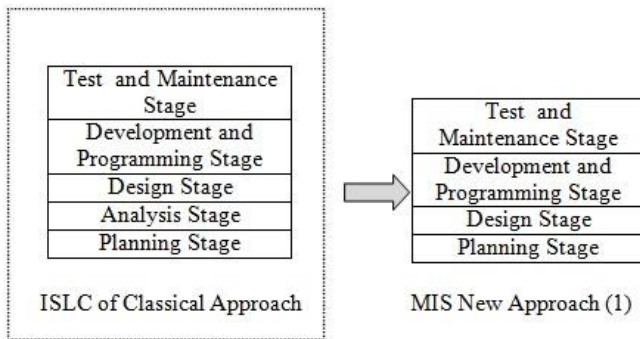 Test and Maintenance
Stage
Development and
Programming Stage
Design Stage
Analysis Stage
Planning Stage
ISLC of Classical Approach
Test and
Maintenance Stage
Development and
Programming Stage
Design Stage
Planning Stage
MIS New Approach (1)